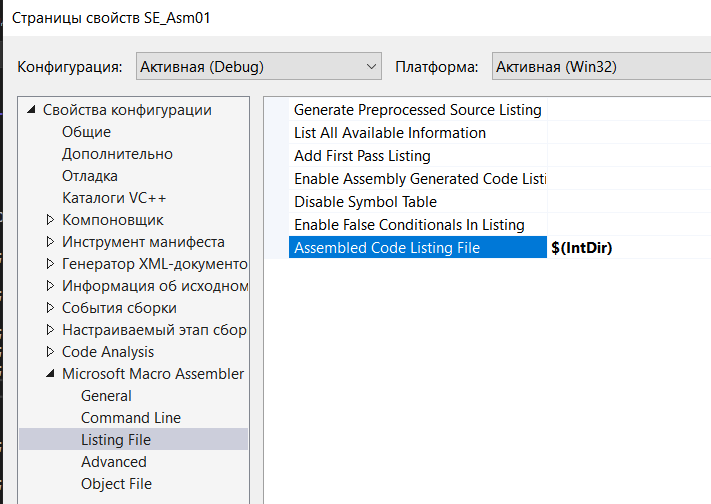 Страницы свойств SE_Asm01
Конфигурация: Активная (Debug) Платформа: Активная (Win32)
Свойства конфигурации
Общие
Дополнительно
Отладка
Каталоги VC++
Компоновщик
Инструмент манифеста
Генератор XML-документо
Информация об исходном
События сборки
Настраиваемый этап сбор
Code Analysis
Microsoft Macro Assembler
General
Command Line
Listing File
Advanced
Object File
Generate Preprocessed Source Listing
List All Available Information
Add First Pass Listing
Enable Assembly Generated Code Listi
Disable Symbol Table
Enable False Conditionals In Listing
Assembled Code Listing File $(IntDir)